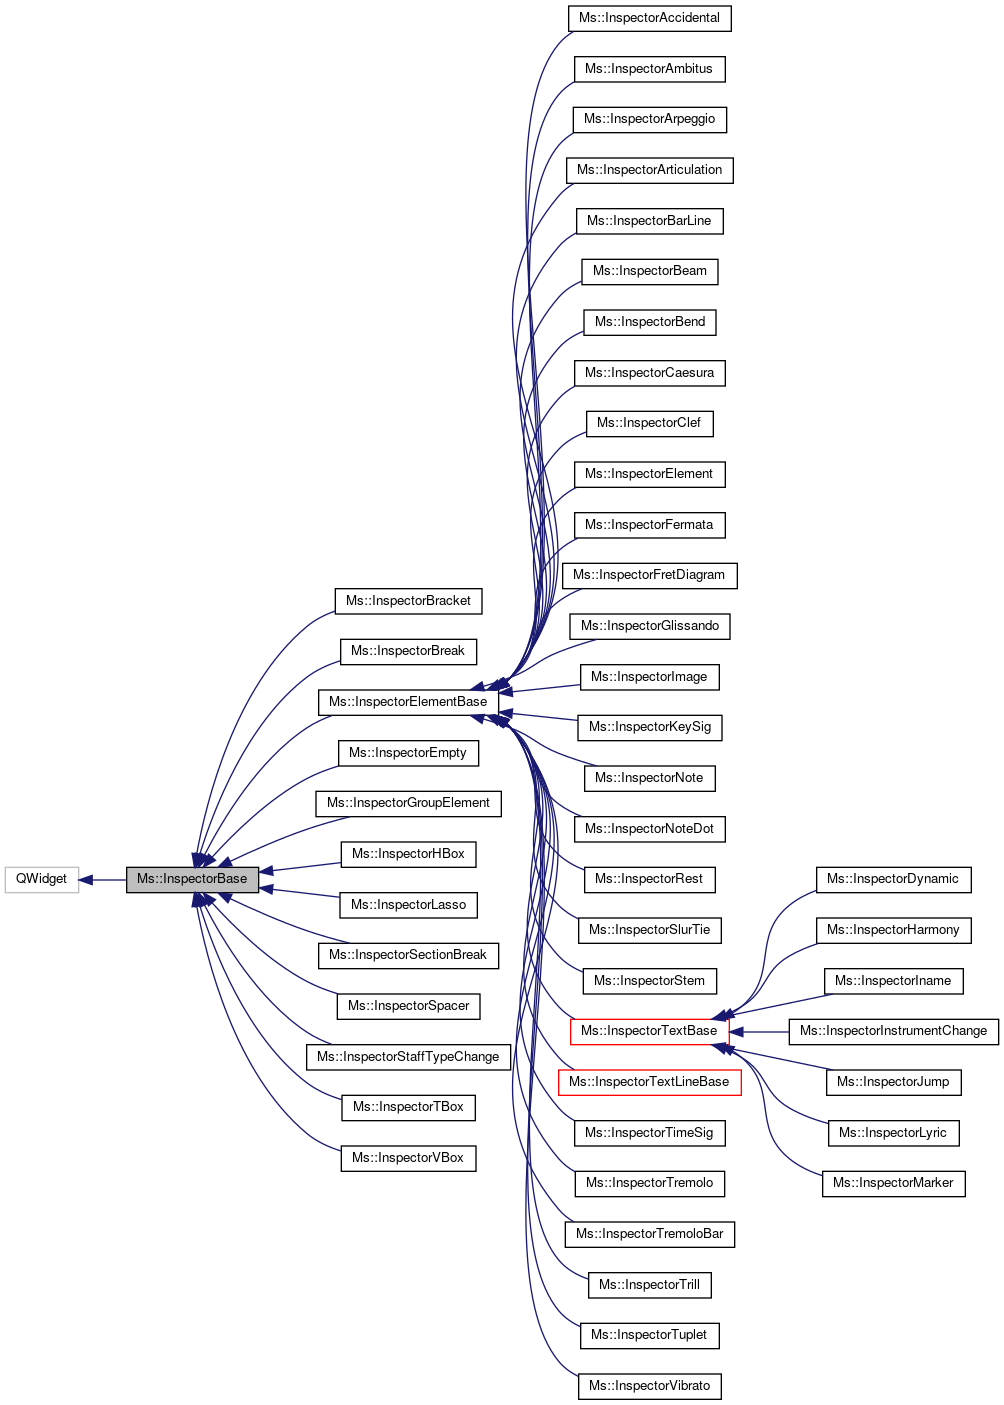 QWidget
Ms::InspectorBase
Ms::InspectorBracket
Ms::InspectorBreak
Ms::InspectorElementBase
Ms::InspectorEmpty
Ms::InspectorGroupElement
Ms::InspectorHBox
Ms::InspectorLasso
Ms::InspectorSectionBreak
Ms::InspectorSpacer
Ms::InspectorStaffTypeChange
Ms::InspectorTBox
Ms::InspectorVBox
Ms::InspectorAccidental
Ms::InspectorAmbitus
Ms::InspectorArpeggio
Ms::InspectorArticulation
Ms::InspectorBarLine
Ms::InspectorBeam
Ms::InspectorBend
Ms::InspectorCaesura
Ms::InspectorClef
Ms::InspectorElement
Ms::InspectorFermata
Ms::InspectorFretDiagram
Ms::InspectorGlissando
Ms::InspectorImage
Ms::InspectorKeySig
Ms::InspectorNote
Ms::InspectorNoteDot
Ms::InspectorRest
Ms::InspectorSlurTie
Ms::InspectorStem
Ms::InspectorTextBase
Ms::InspectorTextLineBase
Ms::InspectorTimeSig
Ms::InspectorTremolo
Ms::InspectorTremoloBar
Ms::InspectorTrill
Ms::InspectorTuplet
Ms::InspectorVibrato
Ms::InspectorDynamic
Ms::InspectorHarmony
Ms::InspectorIname
Ms::InspectorInstrumentChange
Ms::InspectorJump
Ms::InspectorLyric
Ms::InspectorMarker